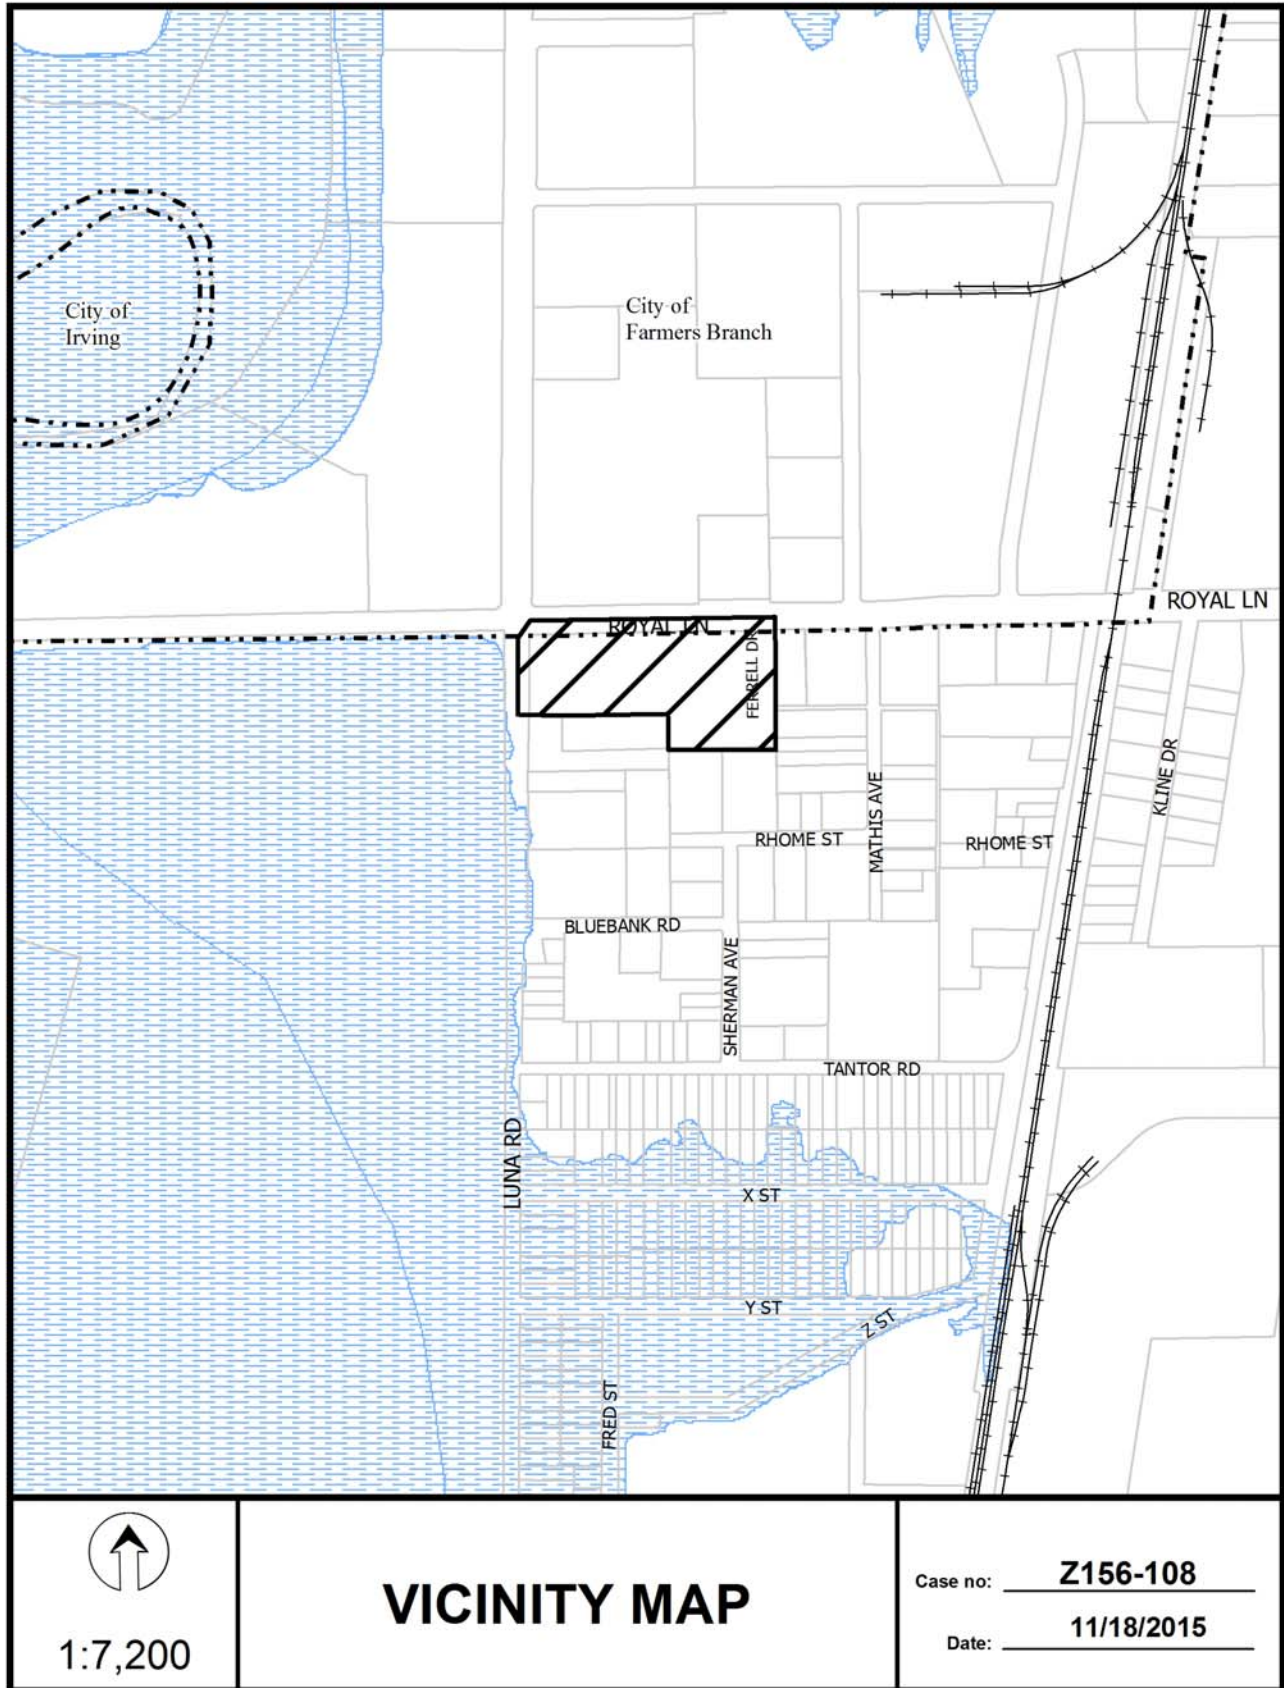 City of
Irving
City of
Farmers Branch
ROYAL LN
ROYAL LN
FERRELL DR
KLINE DR
MATHIS AVE
RHOME ST
RHOME ST
BLUEBANK RD
SHERMAN AVE
TANTOR RD
LUNA RD
X ST
Y ST
Z ST
FRED ST
1:7,200
VICINITY MAP
Case no: Z156-108
Date: 11/18/2015